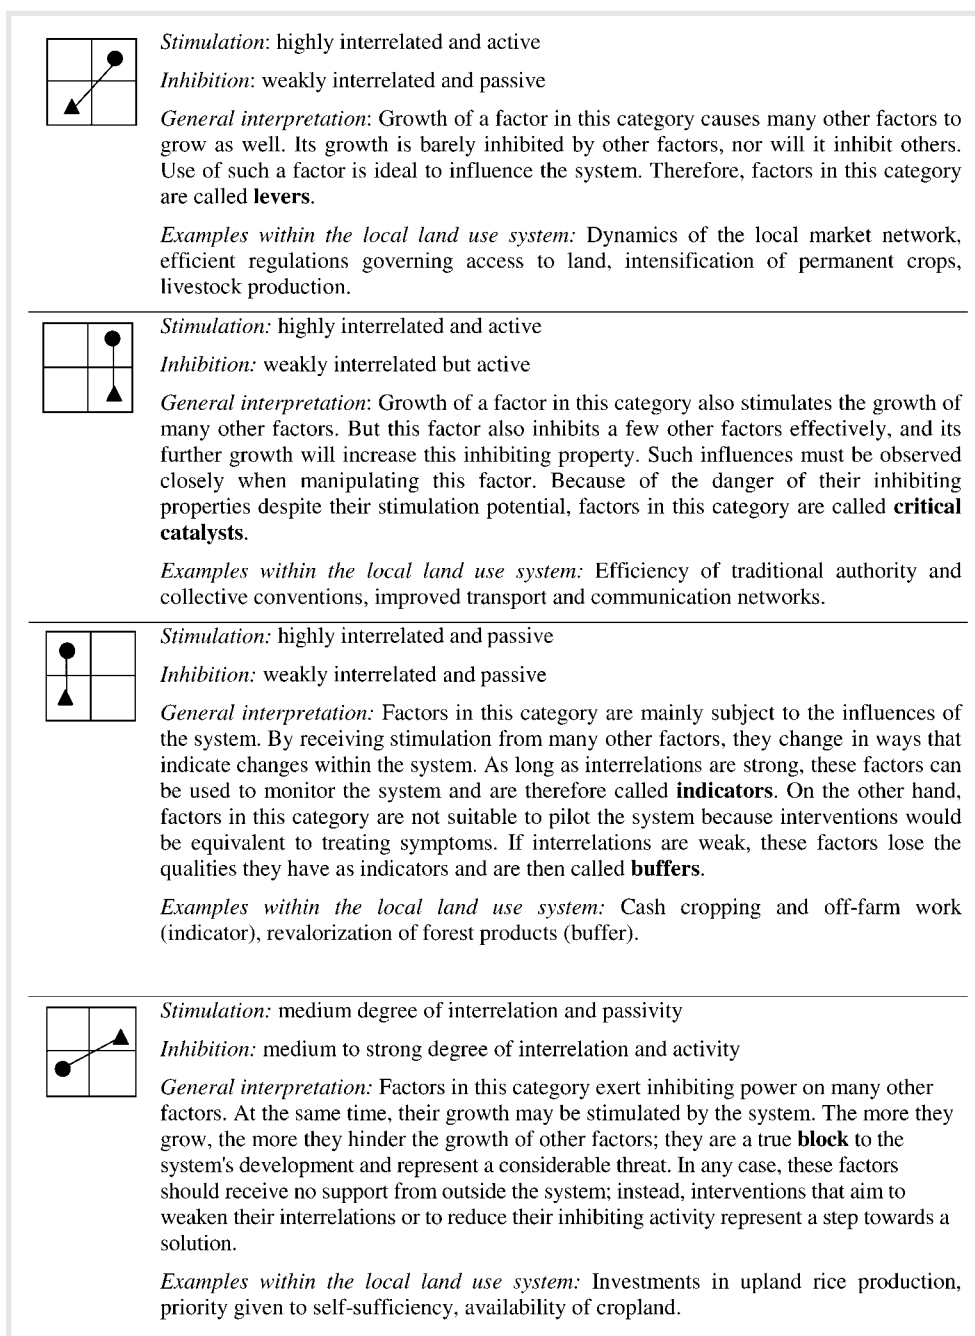 Stimulation: highly interrelated and active
Inhibition: weakly interrelated and passive
General interpretation: Growth of a factor in this category causes many other factors to
grow as well. Its growth is barely inhibited by other factors, nor will it inhibit others.
Use of such a factor is ideal to influence the system. Therefore, factors in this category
are called levers.
Examples within the local land use system: Dynamics of the local market network,
efficient regulations governing access to land, intensification of permanent crops,
livestock production.
Stimulation: highly interrelated and active
Inhibition: weakly interrelated but active
General interpretation: Growth of a factor in this category also stimulates the growth of
many other factors. But this factor also inhibits a few other factors effectively, and its
further growth will increase this inhibiting property. Such influences must be observed
closely when manipulating this factor. Because of the danger of their inhibiting
properties despite their stimulation potential, factors in this category are called critical
catalysts.
Examples within the local land use system: Efficiency of traditional authority and
collective conventions, improved transport and communication networks.
Stimulation: highly interrelated and passive
Inhibition: weakly interrelated and passive
General interpretation: Factors in this category are mainly subject to the influences of
the system. By receiving stimulation from many other factors, they change in ways that
indicate changes within the system. As long as interrelations are strong, these factors can
be used to monitor the system and are therefore called indicators. On the other hand,
factors in this category are not suitable to pilot the system because interventions would
be equivalent to treating symptoms. If interrelations are weak, these factors lose the
qualities they have as indicators and are then called buffers.
Examples within the local land use system: Cash cropping and off-farm work
(indicator), revalorization of forest products (buffer).
Stimulation: medium degree of interrelation and passivity
Inhibition: medium to strong degree of interrelation and activity
General interpretation: Factors in this category exert inhibiting power on many other
factors. At the same time, their growth may be stimulated by the system. The more they
grow, the more they hinder the growth of other factors; they are a true block to the
system's development and represent a considerable threat. In any case, these factors
should receive no support from outside the system; instead, interventions that aim to
weaken their interrelations or to reduce their inhibiting activity represent a step towards a
solution.
Examples within the local land use system: Investments in upland rice production,
priority given to self-sufficiency, availability of cropland.